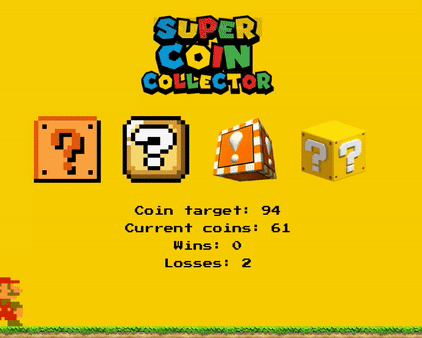 SUPER
COIN
COLLECTOR
? ? ! ? ?
Coin target: 94
Current coins: 61
Wins: 0
Losses: 2